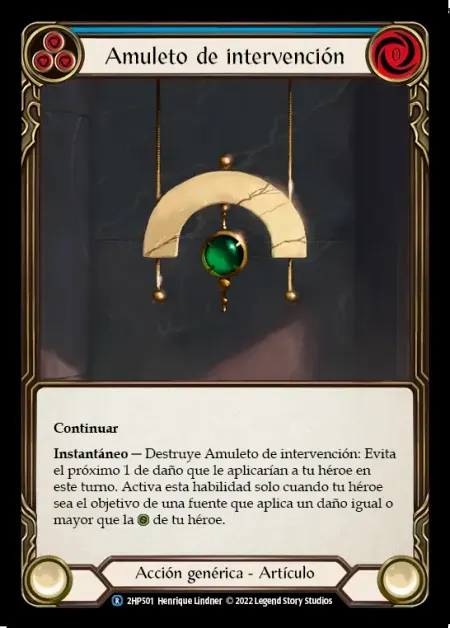 Amuleto de intervención
0
Continuar
Instantáneo — Destruye Amuleto de intervención: Evita
el próximo 1 de daño que le aplicarían a tu héroe en
este turno. Activa esta habilidad solo cuando tu héroe
sea el objetivo de una fuente que aplica un daño igual o
mayor que la de tu héroe.
Acción genérica - Artículo
R 2HP501 Henrique Lindner © 2022 Legend Story Studios